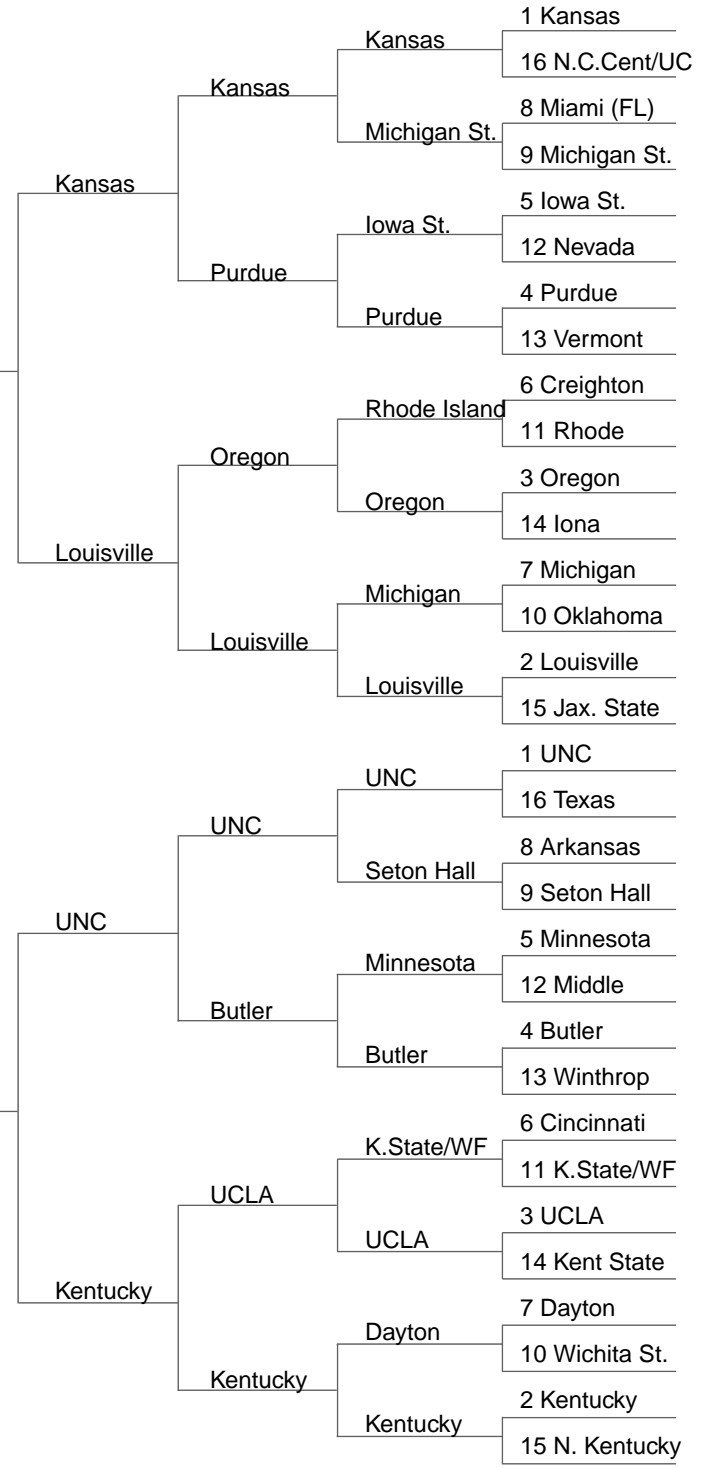 1 Kansas
Kansas
16 N.C.Cent/UC
Kansas
8 Miami (FL)
Michigan St.
9 Michigan St.
Kansas
5 Iowa St.
Iowa St.
12 Nevada
Purdue
4 Purdue
Purdue
13 Vermont
6 Creighton
Rhode Island
11 Rhode
Oregon
3 Oregon
Oregon
14 Iona
Louisville
7 Michigan
Michigan
10 Oklahoma
Louisville
2 Louisville
Louisville
15 Jax. State
1 UNC
UNC
16 Texas
UNC
8 Arkansas
Seton Hall
9 Seton Hall
UNC
5 Minnesota
Minnesota
12 Middle
Butler
4 Butler
Butler
13 Winthrop
6 Cincinnati
K.State/WF
11 K.State/WF
UCLA
3 UCLA
UCLA
14 Kent State
Kentucky
7 Dayton
Dayton
10 Wichita St.
Kentucky
2 Kentucky
Kentucky
15 N. Kentucky